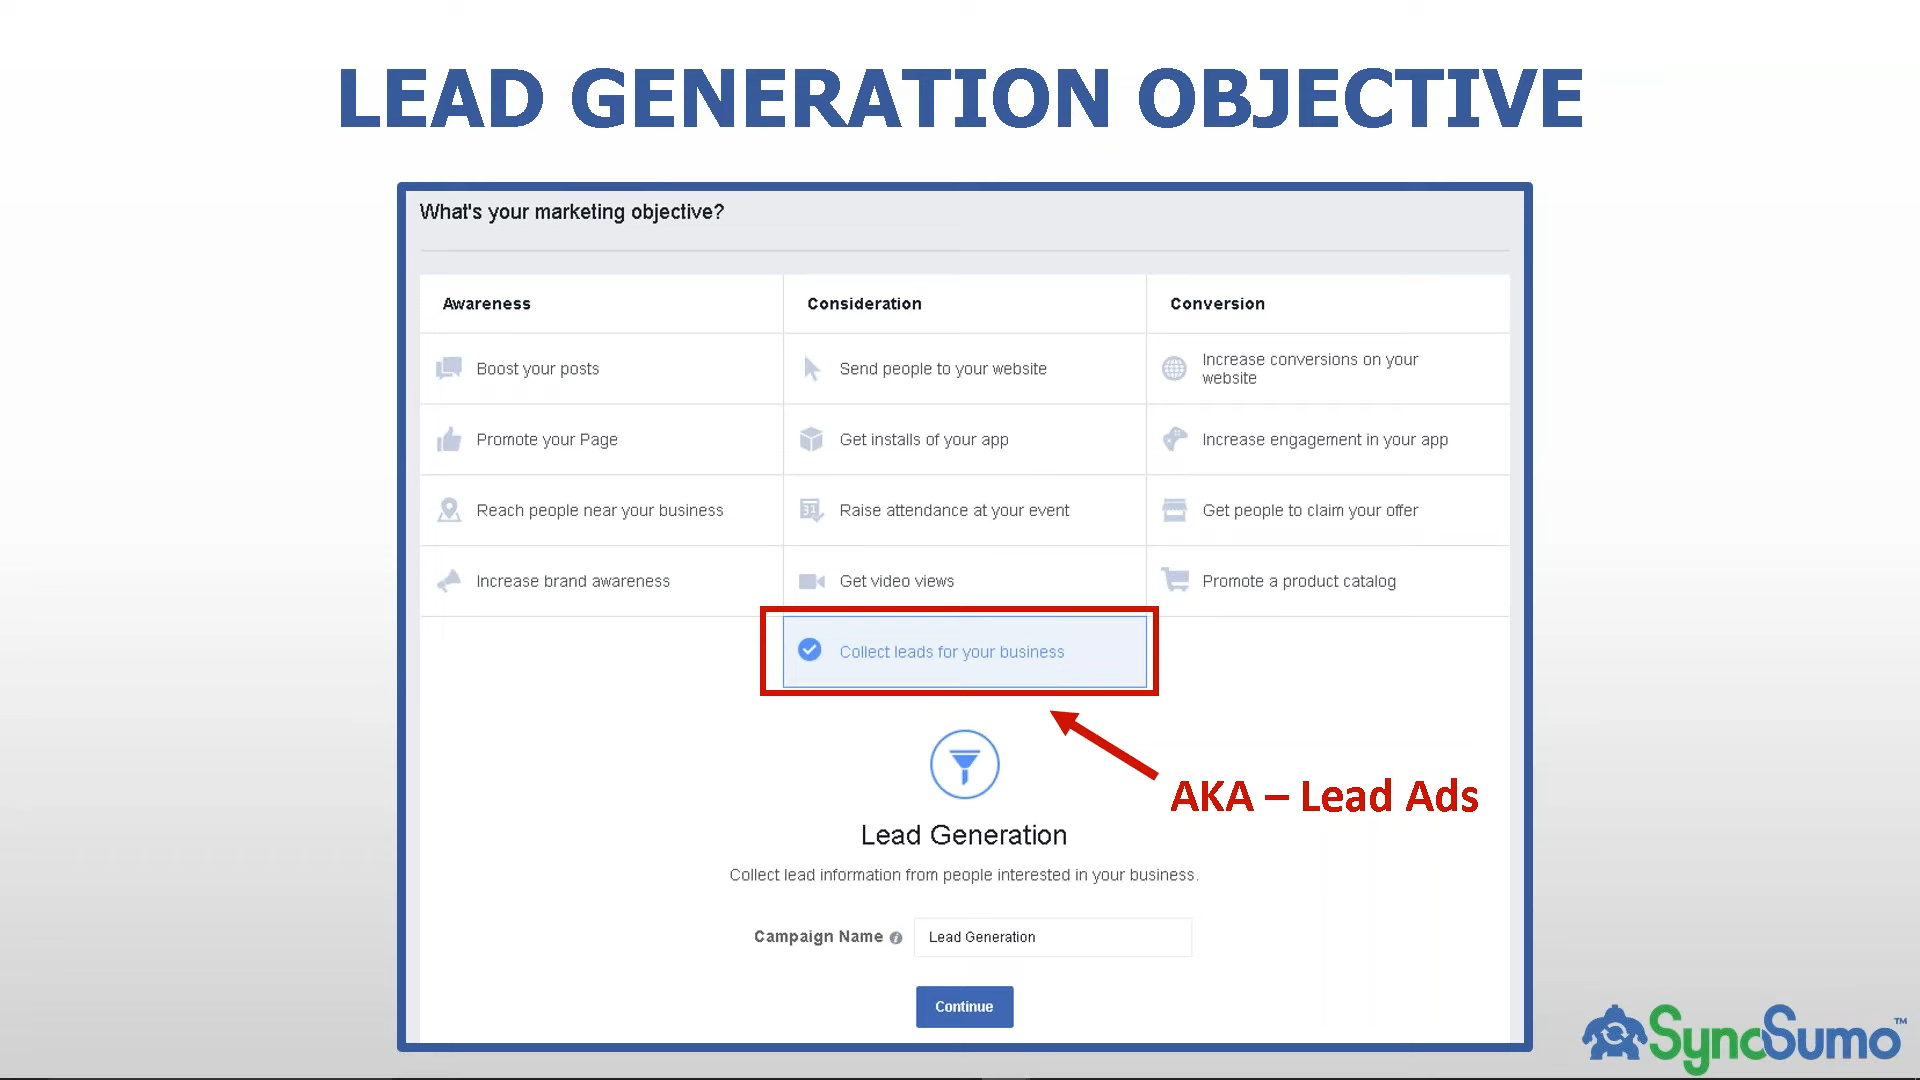 LEAD GENERATION OBJECTIVE
What's your marketing objective?
Awareness
Consideration
Conversion
Boost your posts
Send people to your website
Increase conversions on your
website
Promote your Page
Get installs of your app
Increase engagement in your app
Reach people near your business
31
Raise attendance at your event
Get people to claim your offer
Increase brand awareness
Get video views
Promote a product catalog
Collect leads for your business
AKA – Lead Ads
Lead Generation
Collect lead information from people interested in your business.
Campaign Name i
Lead Generation
Continue
SyncSumo™